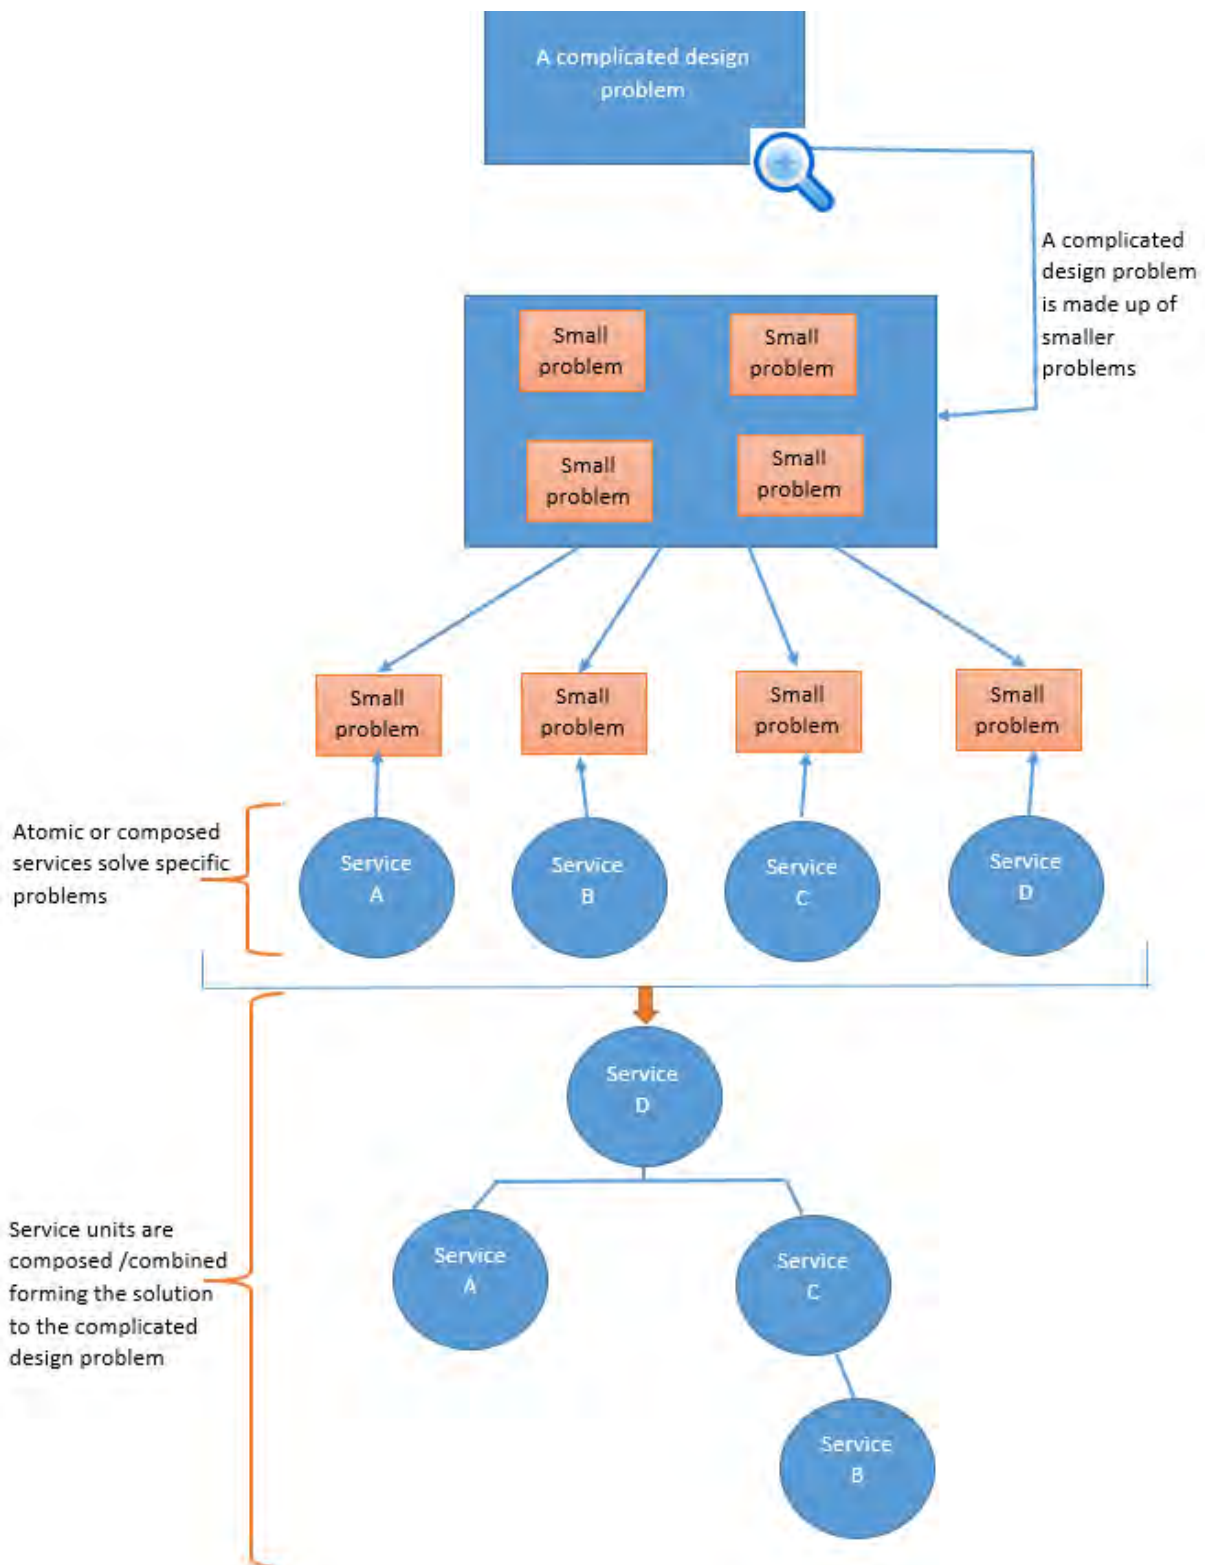 A complicated design
problem
A complicated
design problem
is made up of
smaller
problems
Small
problem
Small
problem
Small
problem
Small
problem
Small
problem
Small
problem
Small
problem
Small
problem
Atomic or composed
services solve specific
problems
Service
A
Service
B
Service
C
Service
D
Service
D
Service units are
composed /combined
forming the solution
to the complicated
design problem
Service
A
Service
C
Service
B